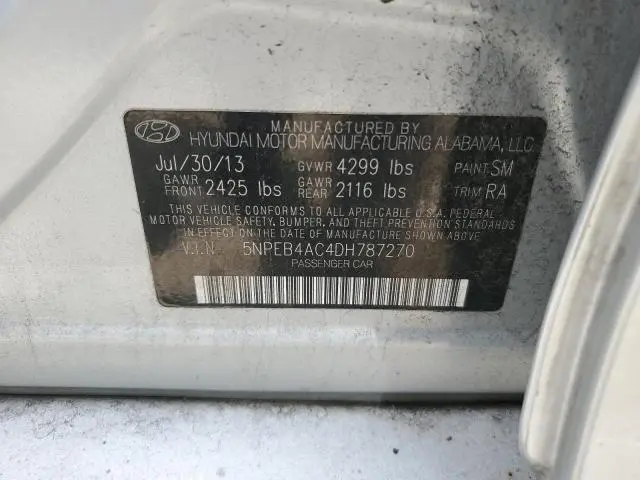 MANUFACTURED BY
HYUNDAI MOTOR MANUFACTURING ALABAMA, LLC
Jul/30/13 GVWR 4299 lbs PAINT SM
GAWR FRONT 2425 lbs GAWR REAR 2116 lbs TRIM RA
THIS VEHICLE CONFORMS TO ALL APPLICABLE U.S.A. FEDERAL
MOTOR VEHICLE SAFETY, BUMPER, AND THEFT PREVENTION STANDARDS
IN EFFECT ON THE DATE OF MANUFACTURE SHOWN ABOVE.
V.I.N 5NPEB4AC4DH787270
PASSENGER CAR